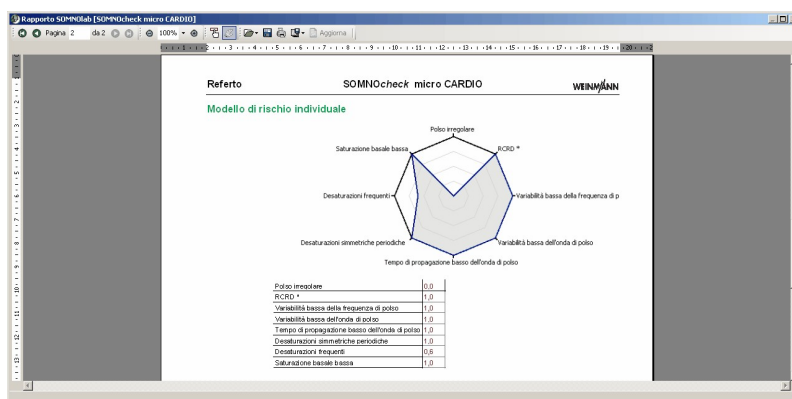 Rapporto SOMNOlab [SOMNOcheck micro CARDIO]
Pagina 2 da 2 100% Aggiorna
Referto SOMNOcheck micro CARDIO WEINMANN
Modello di rischio individuale
Polso irregolare
Saturazione basale bassa RCRD *
Desaturazioni frequenti Variabilità bassa della frequenza di p
Desaturazioni simmetriche periodiche Variabilità bassa dell'onda di polso
Tempo di propagazione basso dell'onda di polso
Polso irregolare 0,0
RCRD * 1,0
Variabilità bassa della frequenza di polso 1,0
Variabilità bassa dell'onda di polso 1,0
Tempo di propagazione basso dell'onda di polso 1,0
Desaturazioni simmetriche periodiche 1,0
Desaturazioni frequenti 0,6
Saturazione basale bassa 1,0